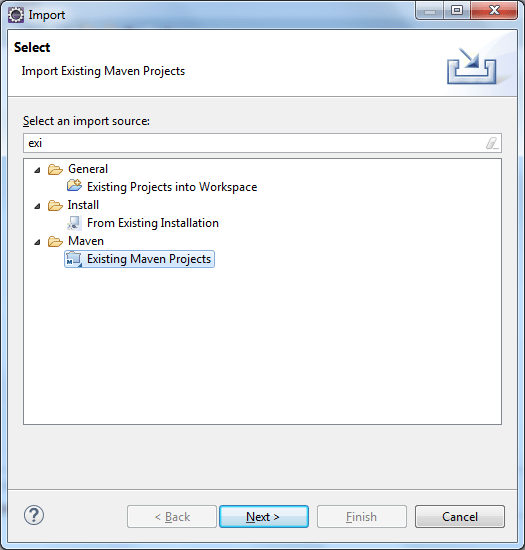 Import
Select
Import Existing Maven Projects
Select an import source:
exi
General
Existing Projects into Workspace
Install
From Existing Installation
Maven
M
Existing Maven Projects
?
< Back
Next >
Finish
Cancel